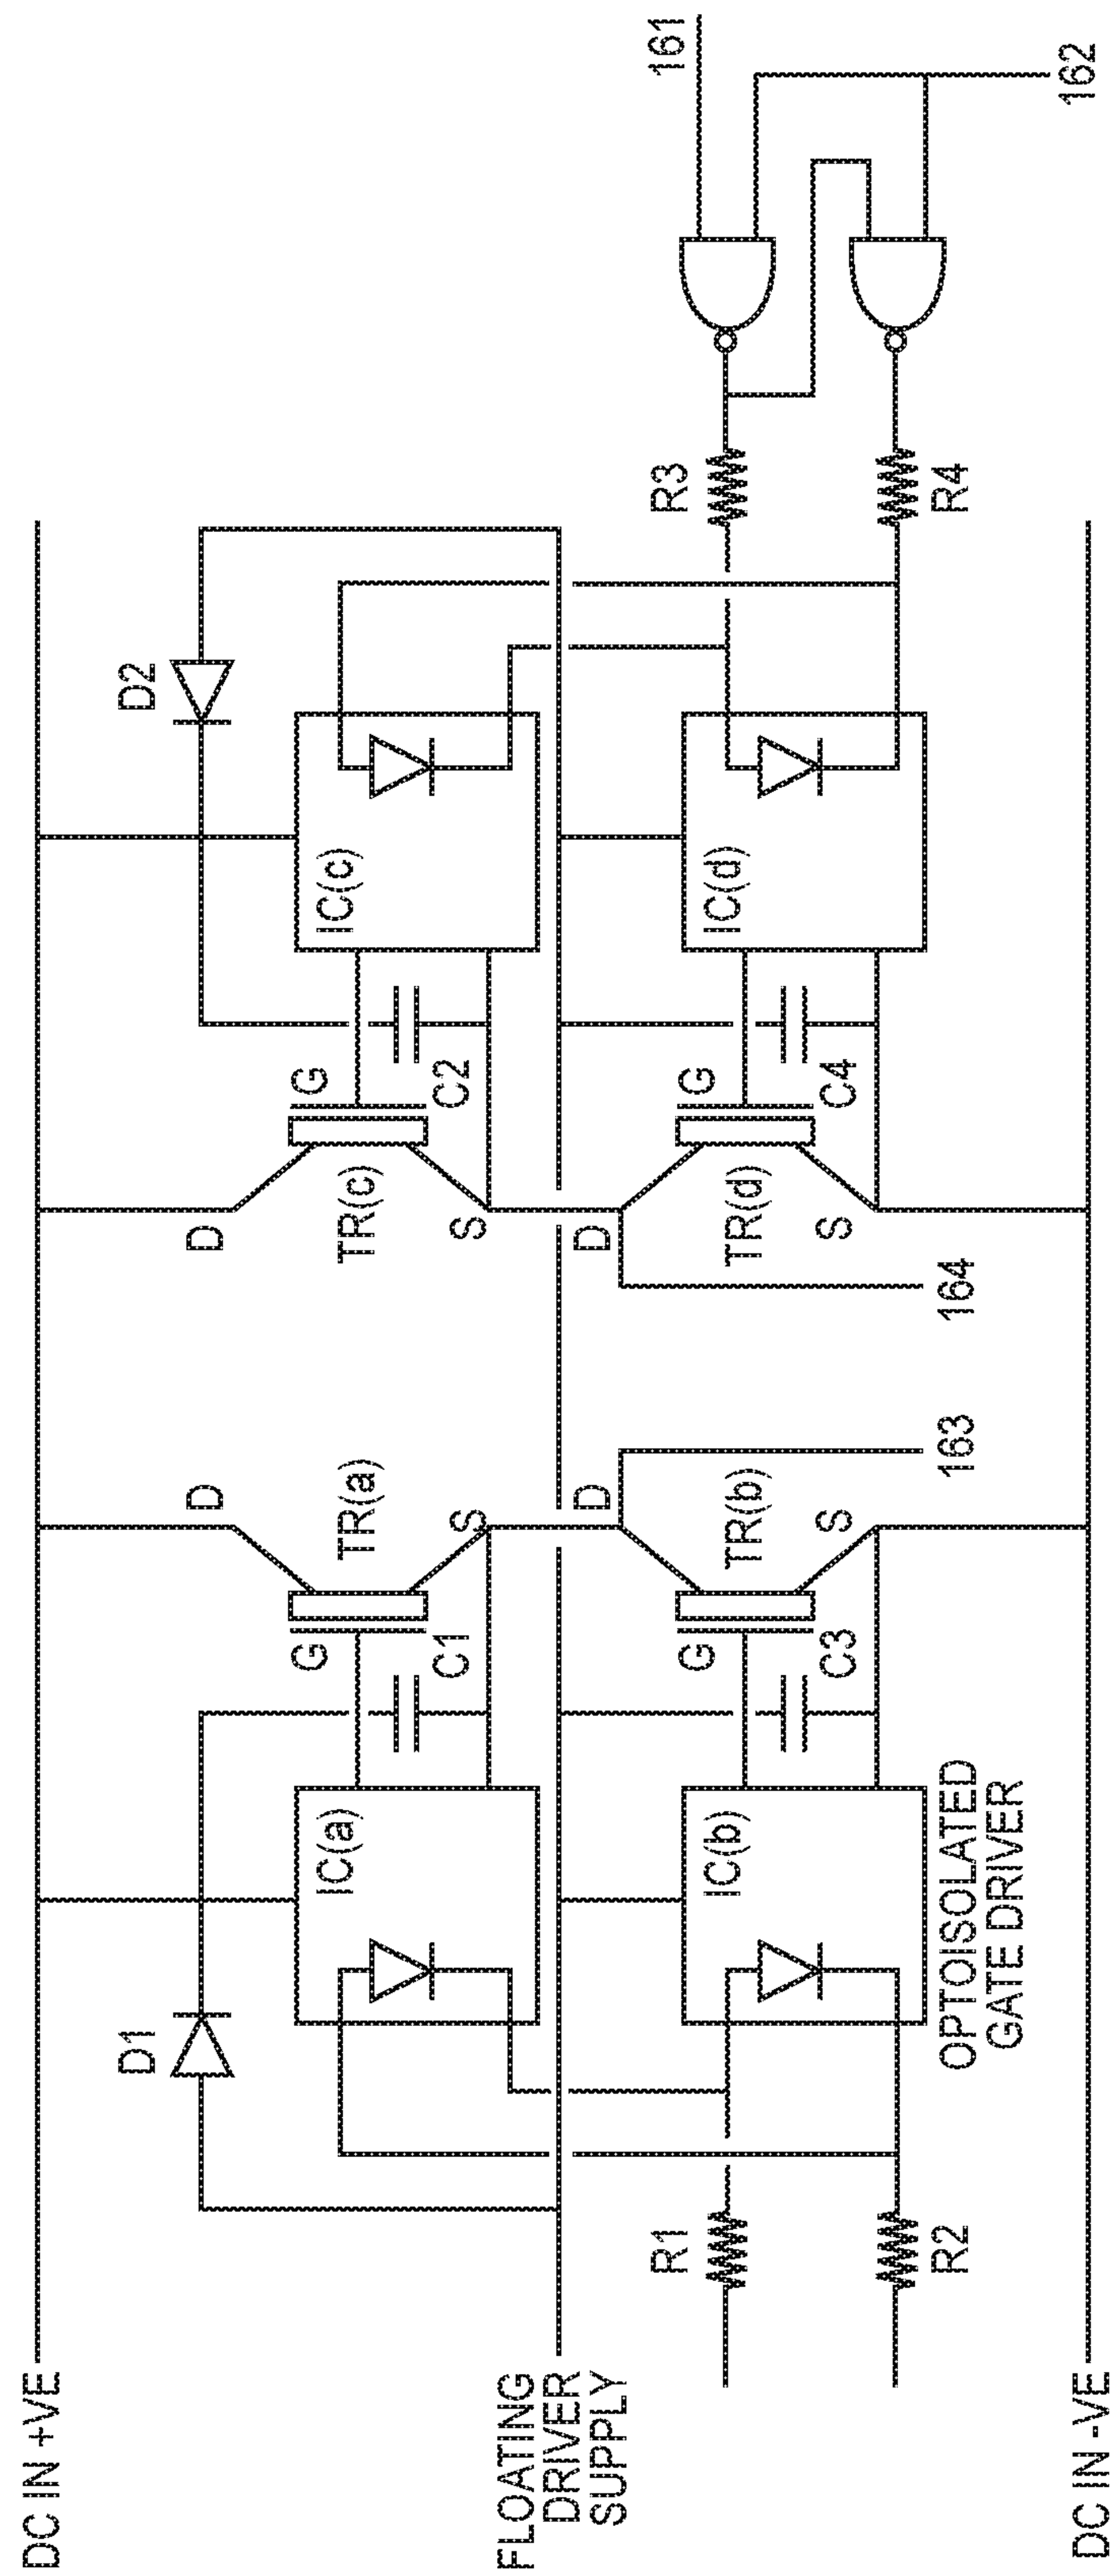 DC IN +VE
D1
D2
IC(a)
G
C1
D
TR(a)
S
D
TR(c)
S
G
C2
IC(c)
FLOATING
DRIVER
SUPPLY
R1
R2
IC(b)
G
C3
D
TR(b)
S
163
D
TR(d)
S
164
G
C4
IC(d)
R3
R4
161
162
OPTOISOLATED
GATE DRIVER
DC IN -VE